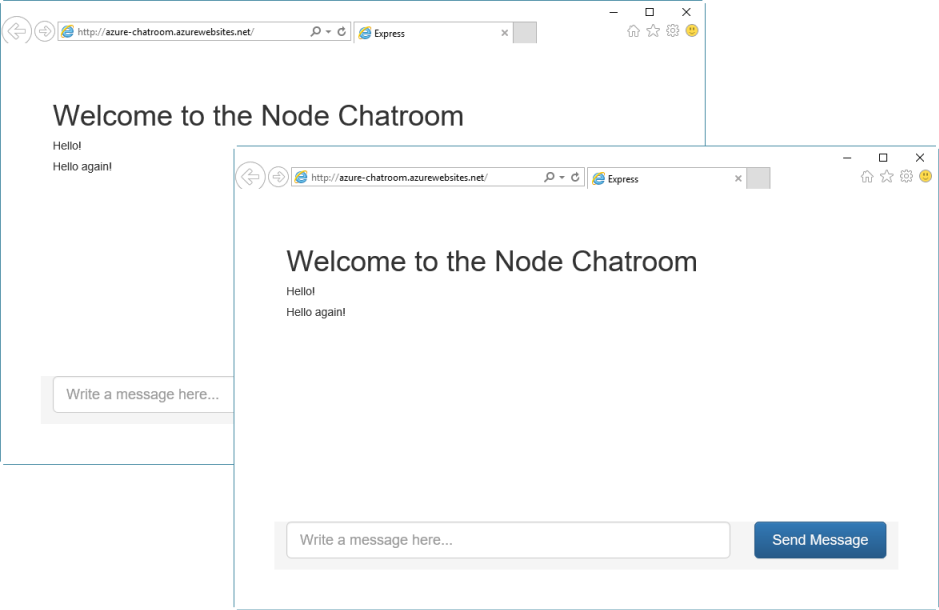 http://azure-chatroom.azurewebsites.net/
Express
Welcome to the Node Chatroom
Hello!
Hello again!
Write a message here...
http://azure-chatroom.azurewebsites.net/
Express
Welcome to the Node Chatroom
Hello!
Hello again!
Write a message here...
Send Message